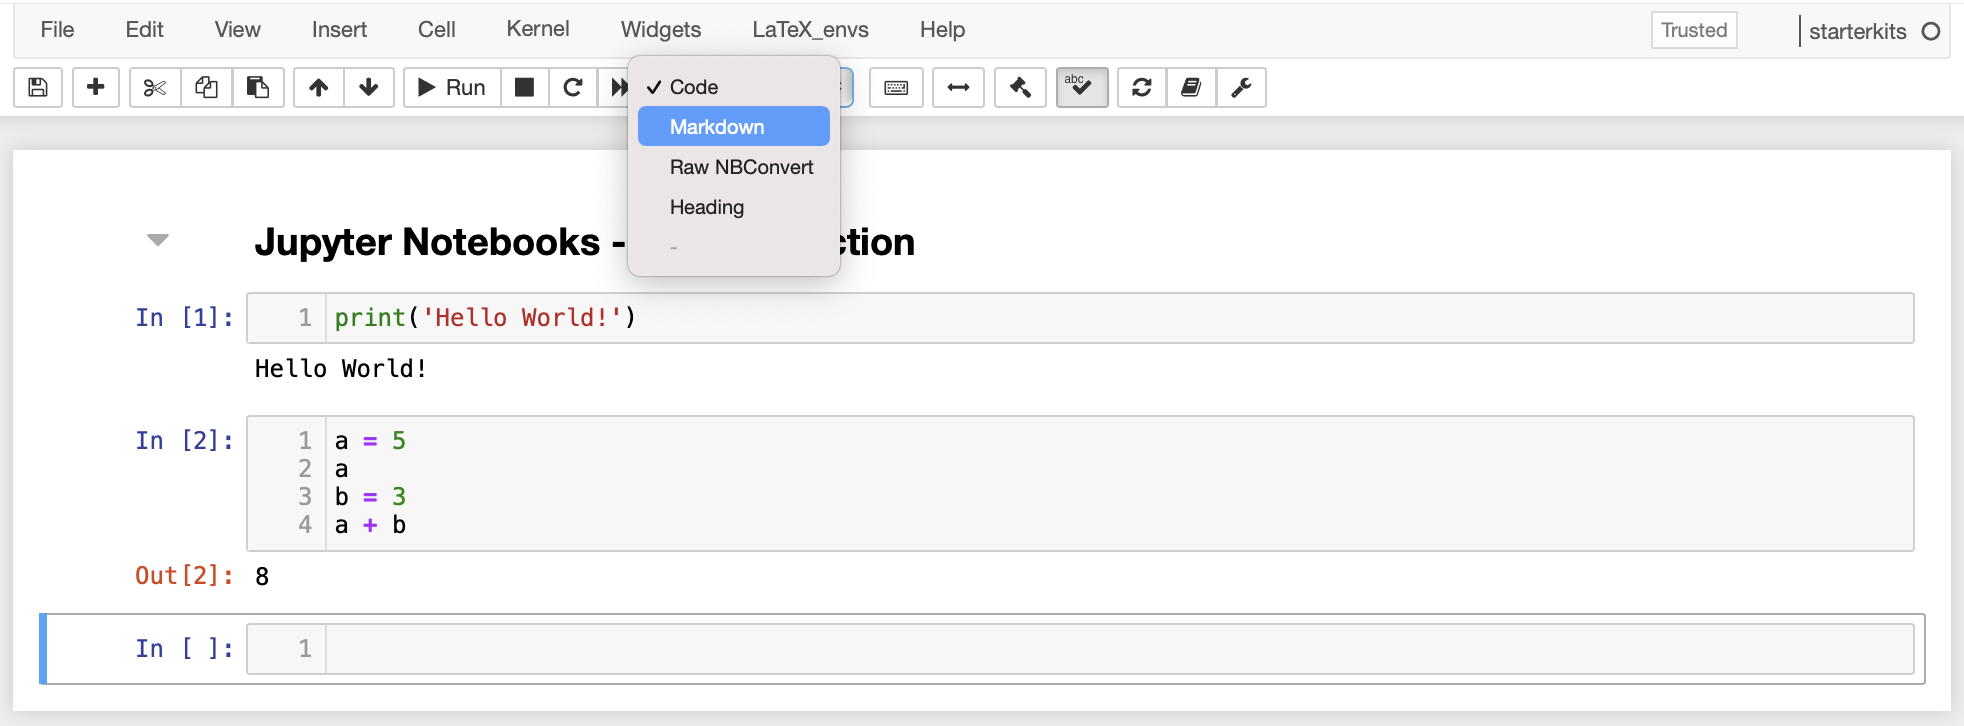 File Edit View Insert Cell Kernel Widgets LaTeX_envs Help Trusted starterkits
Run abc
✓ Code
Markdown
Raw NBConvert
Heading
-
Jupyter Notebooks - ction
In [1]: 1 print('Hello World!')
Hello World!
In [2]: 1 a = 5
2 a
3 b = 3
4 a + b
Out[2]: 8
In [ ]: 1